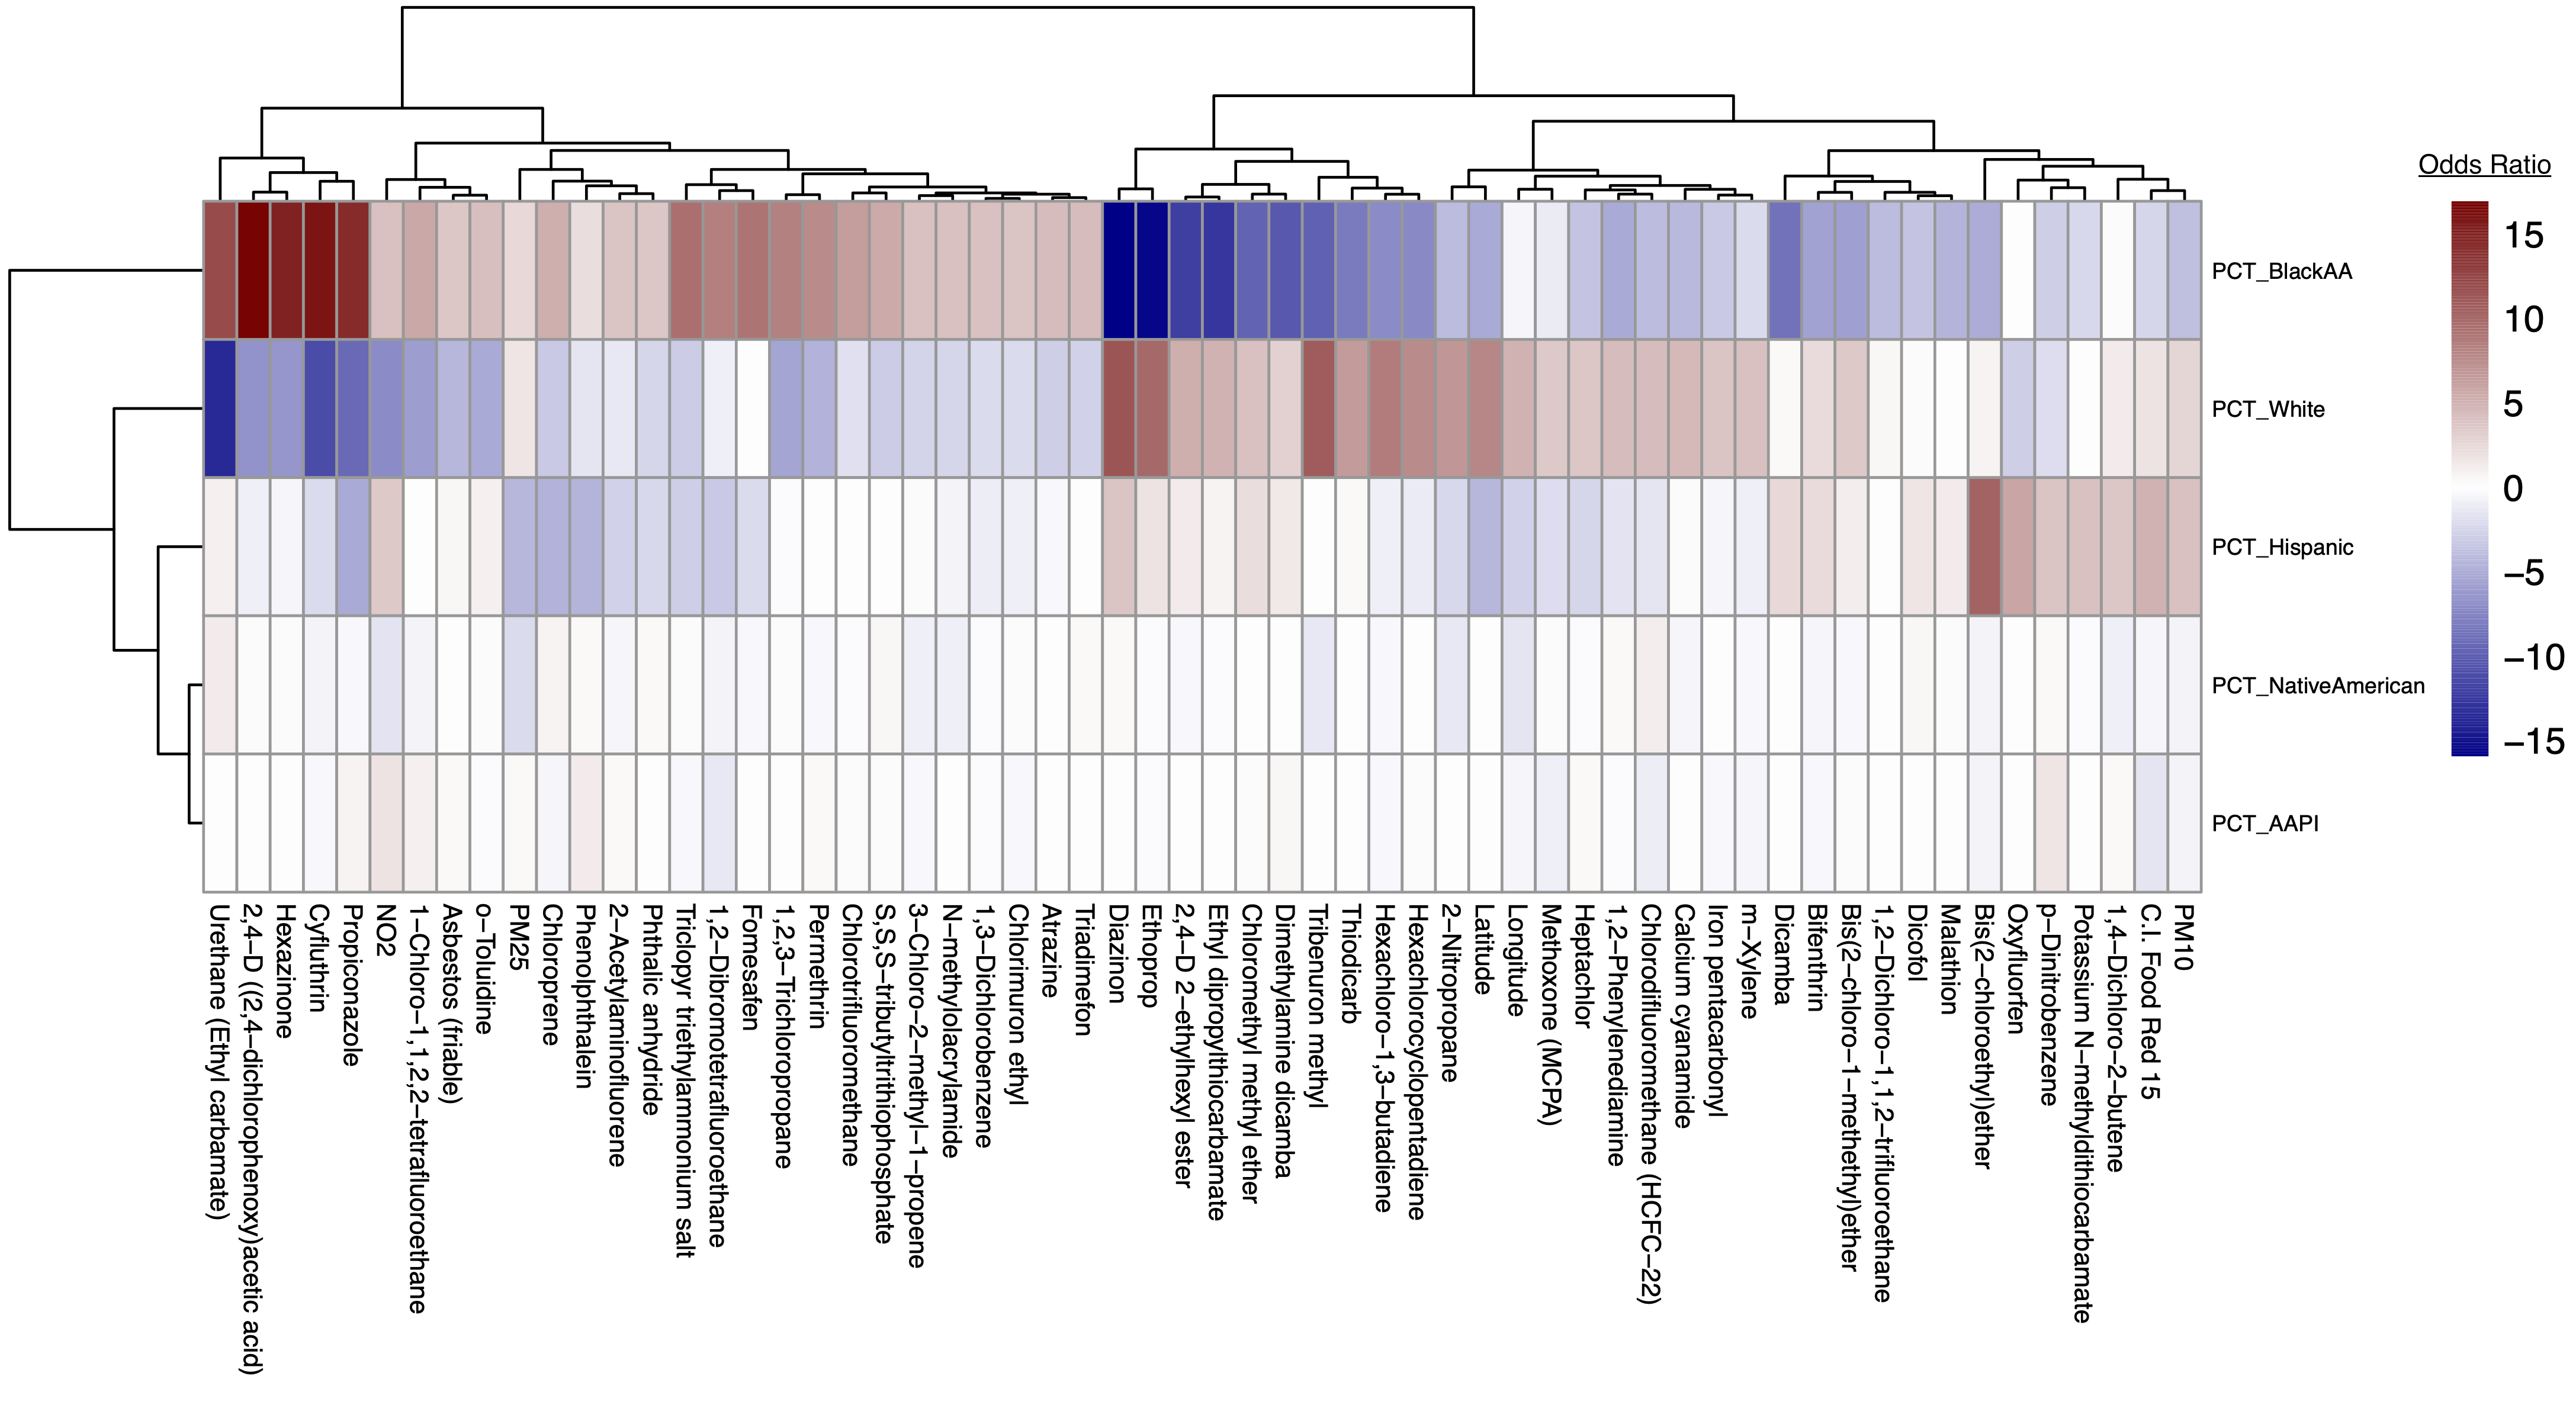 Odds Ratio
15
10
5
0
−5
−10
−15
PCT_BlackAA
PCT_White
PCT_Hispanic
PCT_NativeAmerican
PCT_AAPI
Urethane (Ethyl carbamate)
2,4−D ((2,4−dichlorophenoxy)acetic acid)
Hexazinone
Cyfluthrin
Propiconazole
NO2
1−Chloro−1,1,2,2−tetrafluoroethane
Asbestos (friable)
o−Toluidine
PM25
Chloroprene
Phenolphthalein
2−Acetylaminofluorene
Phthalic anhydride
Triclopyr triethylammonium salt
1,2−Dibromotetrafluoroethane
Fomesafen
1,2,3−Trichloropropane
Permethrin
Chlorotrifluoromethane
S,S,S−tributyltrithiophosphate
3−Chloro−2−methyl−1−propene
N−methylolacrylamide
1,3−Dichlorobenzene
Chlorimuron ethyl
Atrazine
Triadimefon
Diazinon
Ethoprop
2,4−D 2−ethylhexyl ester
Ethyl dipropylthiocarbamate
Chloromethyl methyl ether
Dimethylamine dicamba
Tribenuron methyl
Thiodicarb
Hexachloro−1,3−butadiene
Hexachlorocyclopentadiene
2−Nitropropane
Latitude
Longitude
Methoxone (MCPA)
Heptachlor
1,2−Phenylenediamine
Chlorodifluoromethane (HCFC−22)
Calcium cyanamide
Iron pentacarbonyl
m−Xylene
Dicamba
Bifenthrin
Bis(2−chloro−1−methethyl)ether
1,2−Dichloro−1,1,2−trifluoroethane
Dicofol
Malathion
Bis(2−chloroethyl)ether
Oxyfluorfen
p−Dinitrobenzene
Potassium N−methyldithiocarbamate
1,4−Dichloro−2−butene
C.I. Food Red 15
PM10